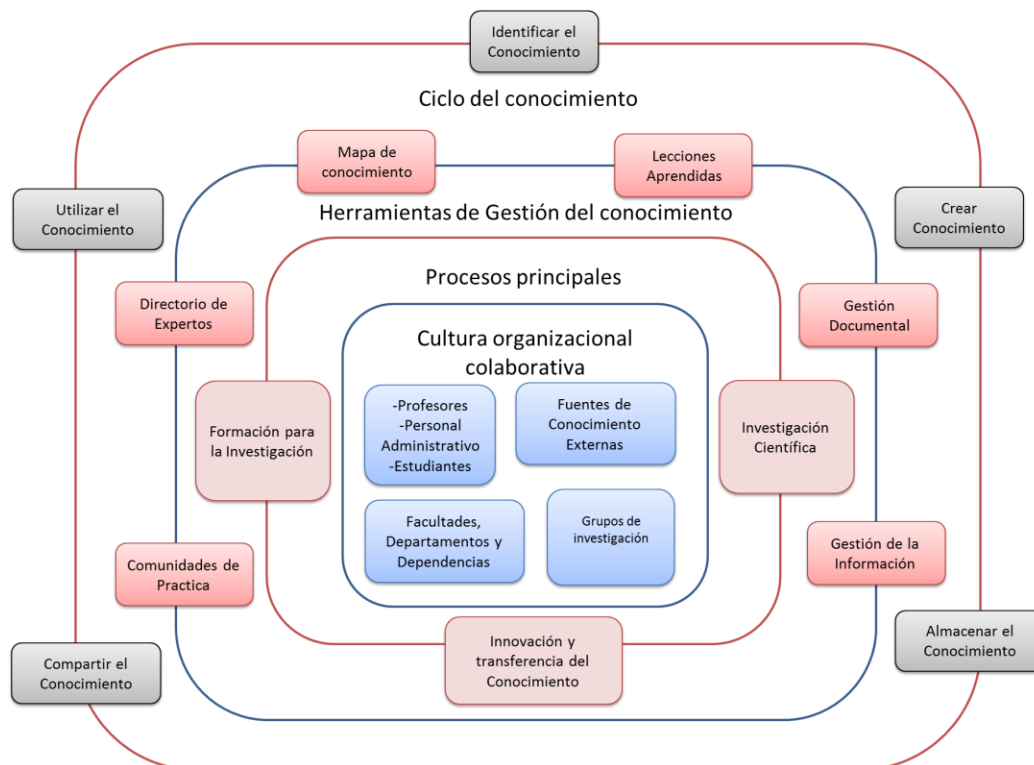 Identificar el
Conocimiento
Ciclo del conocimiento
Mapa de
conocimiento
Lecciones
Aprendidas
Utilizar el
Conocimiento
Crear
Conocimiento
Herramientas de Gestión del conocimiento
Procesos principales
Directorio de
Expertos
Gestión
Documental
Cultura organizacional
colaborativa
-Profesores
-Personal
Administrativo
-Estudiantes
Fuentes de
Conocimiento
Externas
Formación para
la Investigación
Investigación
Científica
Facultades,
Departamentos y
Dependencias
Grupos de
investigación
Comunidades de
Practica
Gestión de la
Información
Innovación y
transferencia del
Conocimiento
Compartir el
Conocimiento
Almacenar el
Conocimiento